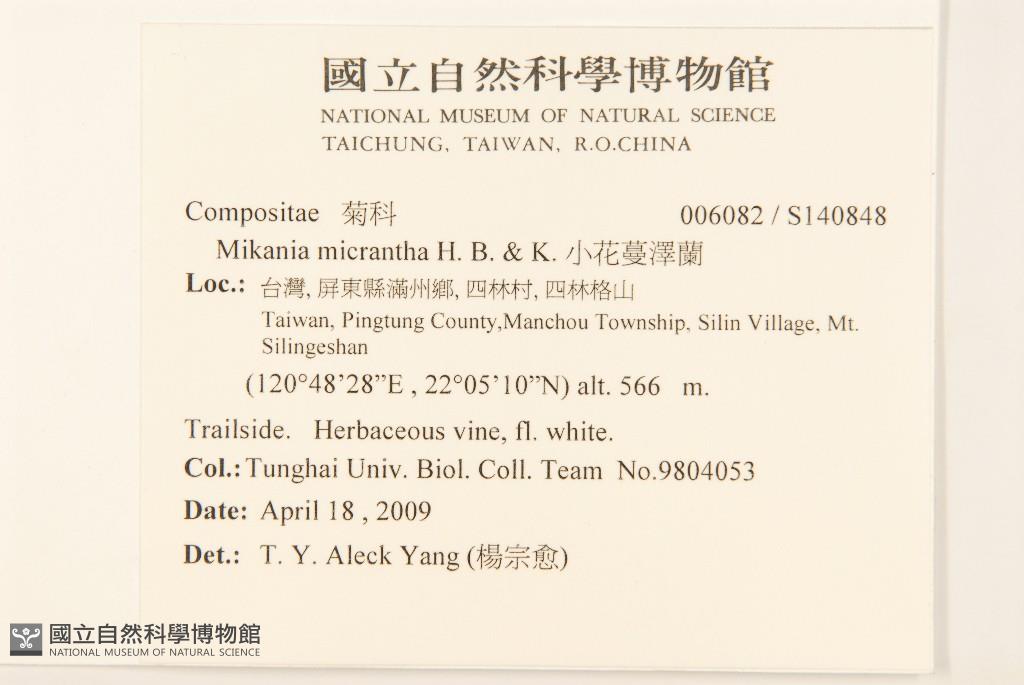 國立自然科學博物館
NATIONAL MUSEUM OF NATURAL SCIENCE
TAICHUNG, TAIWAN, R.O.CHINA
Compositae 菊科 006082 / S140848
Mikania micrantha H. B. & K. 小花蔓澤蘭
Loc.: 台灣, 屏東縣滿州鄉, 四林村, 四林格山
Taiwan, Pingtung County,Manchou Township, Silin Village, Mt.
Silingeshan
(120°48’28”E , 22°05’10”N) alt. 566 m.
Trailside. Herbaceous vine, fl. white.
Col.: Tunghai Univ. Biol. Coll. Team No.9804053
Date: April 18 , 2009
Det.: T. Y. Aleck Yang (楊宗愈)
國立自然科學博物館
NATIONAL MUSEUM OF NATURAL SCIENCE